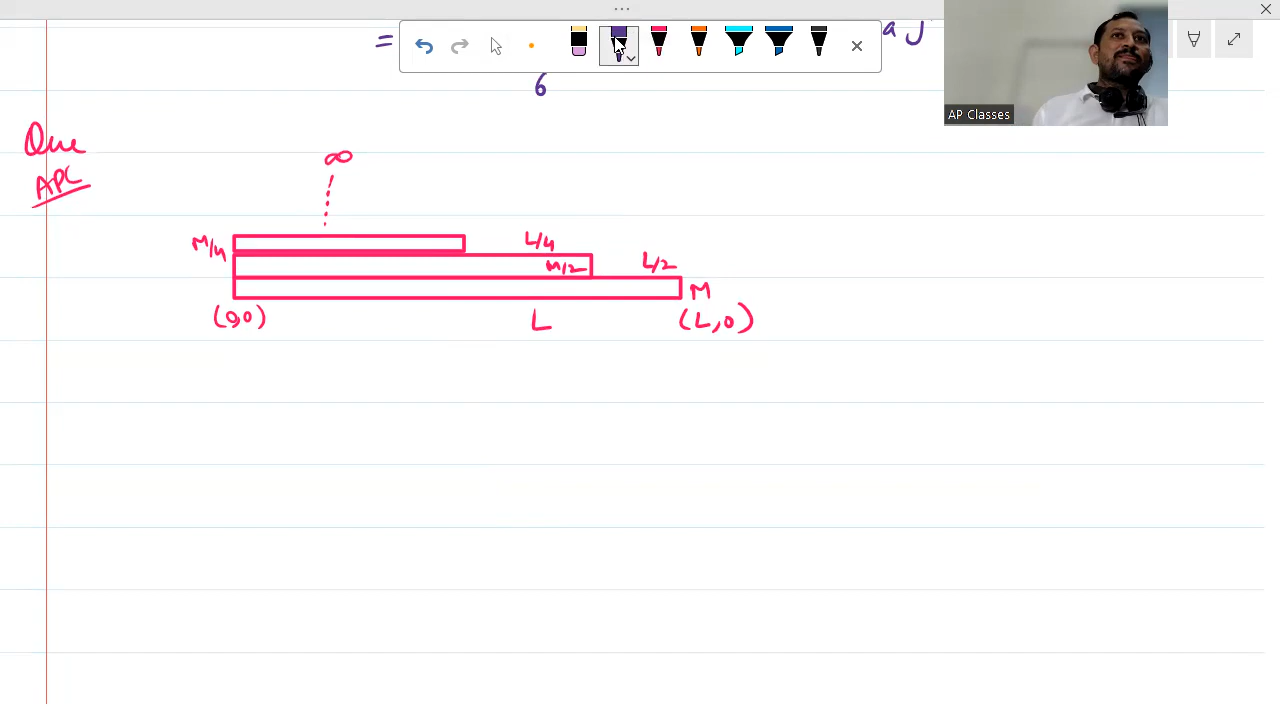 = a J
6
AP Classes
Que
APC
∞
M/4 L/4
M/2 L/2
M
(0,0) L (L,0)